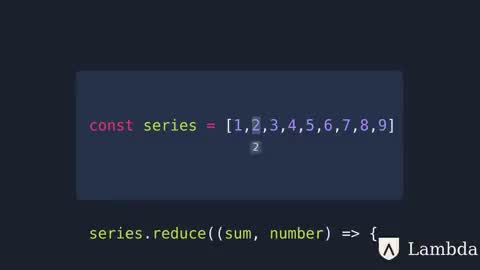 const series = [1,2,3,4,5,6,7,8,9]
2
series.reduce((sum, number) => {
Lambda